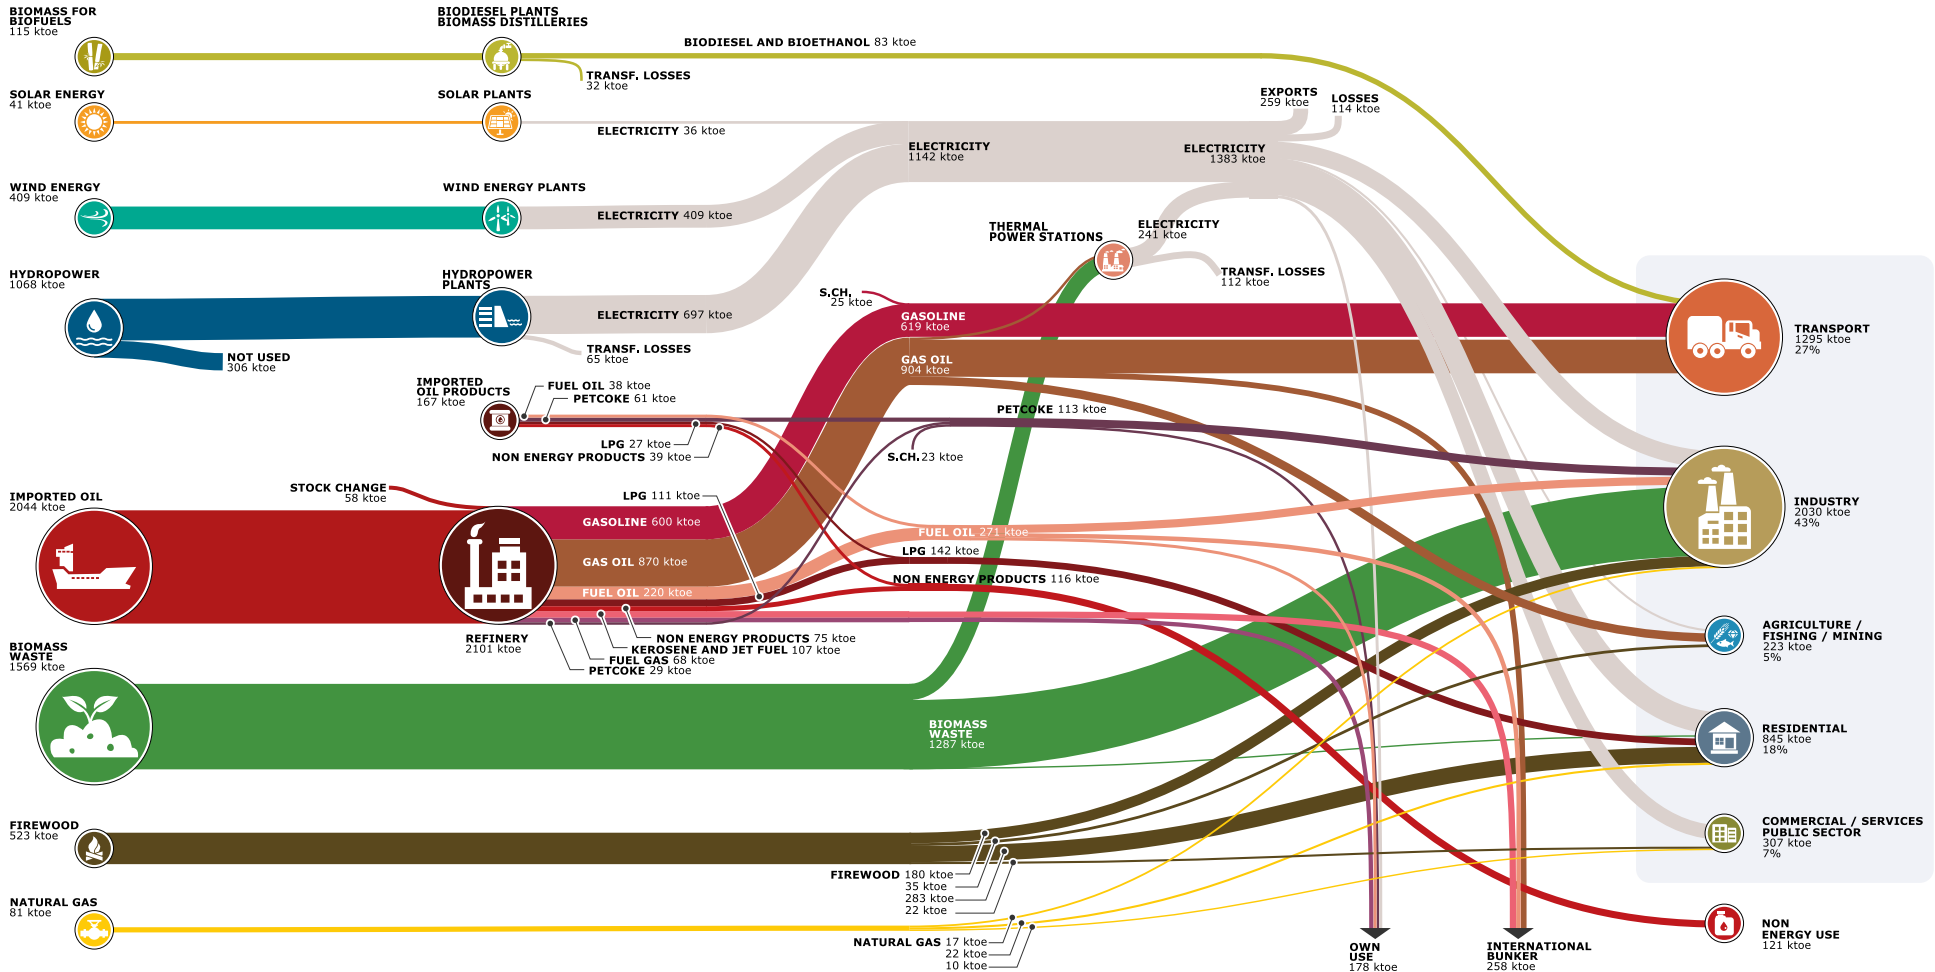 BIOMASS FOR
BIOFUELS
115 ktoe
BIODIESEL PLANTS
BIOMASS DISTILLERIES
BIODIESEL AND BIOETHANOL 83 ktoe
TRANSF. LOSSES
32 ktoe
SOLAR ENERGY
41 ktoe
SOLAR PLANTS
ELECTRICITY 36 ktoe
EXPORTS
259 ktoe
LOSSES
114 ktoe
ELECTRICITY
1142 ktoe
ELECTRICITY
1383 ktoe
WIND ENERGY
409 ktoe
WIND ENERGY PLANTS
ELECTRICITY 409 ktoe
THERMAL
POWER STATIONS
ELECTRICITY
241 ktoe
TRANSF. LOSSES
112 ktoe
HYDROPOWER
1068 ktoe
HYDROPOWER
PLANTS
ELECTRICITY 697 ktoe
TRANSF. LOSSES
65 ktoe
NOT USED
306 ktoe
S.CH.
25 ktoe
GASOLINE
619 ktoe
GAS OIL
904 ktoe
TRANSPORT
1295 ktoe
27%
IMPORTED
OIL PRODUCTS
167 ktoe
FUEL OIL 38 ktoe
PETCOKE 61 ktoe
LPG 27 ktoe
NON ENERGY PRODUCTS 39 ktoe
PETCOKE 113 ktoe
S.CH. 23 ktoe
STOCK CHANGE
58 ktoe
IMPORTED OIL
2044 ktoe
LPG 111 ktoe
GASOLINE 600 ktoe
GAS OIL 870 ktoe
FUEL OIL 220 ktoe
FUEL OIL 271 ktoe
LPG 142 ktoe
NON ENERGY PRODUCTS 116 ktoe
INDUSTRY
2030 ktoe
43%
REFINERY
2101 ktoe
NON ENERGY PRODUCTS 75 ktoe
KEROSENE AND JET FUEL 107 ktoe
FUEL GAS 68 ktoe
PETCOKE 29 ktoe
AGRICULTURE /
FISHING / MINING
223 ktoe
5%
BIOMASS
WASTE
1569 ktoe
BIOMASS
WASTE
1287 ktoe
RESIDENTIAL
845 ktoe
18%
FIREWOOD
523 ktoe
FIREWOOD 180 ktoe
35 ktoe
283 ktoe
22 ktoe
COMMERCIAL / SERVICES
PUBLIC SECTOR
307 ktoe
7%
NATURAL GAS
81 ktoe
NATURAL GAS 17 ktoe
22 ktoe
10 ktoe
OWN
USE
178 ktoe
INTERNATIONAL
BUNKER
258 ktoe
NON
ENERGY USE
121 ktoe